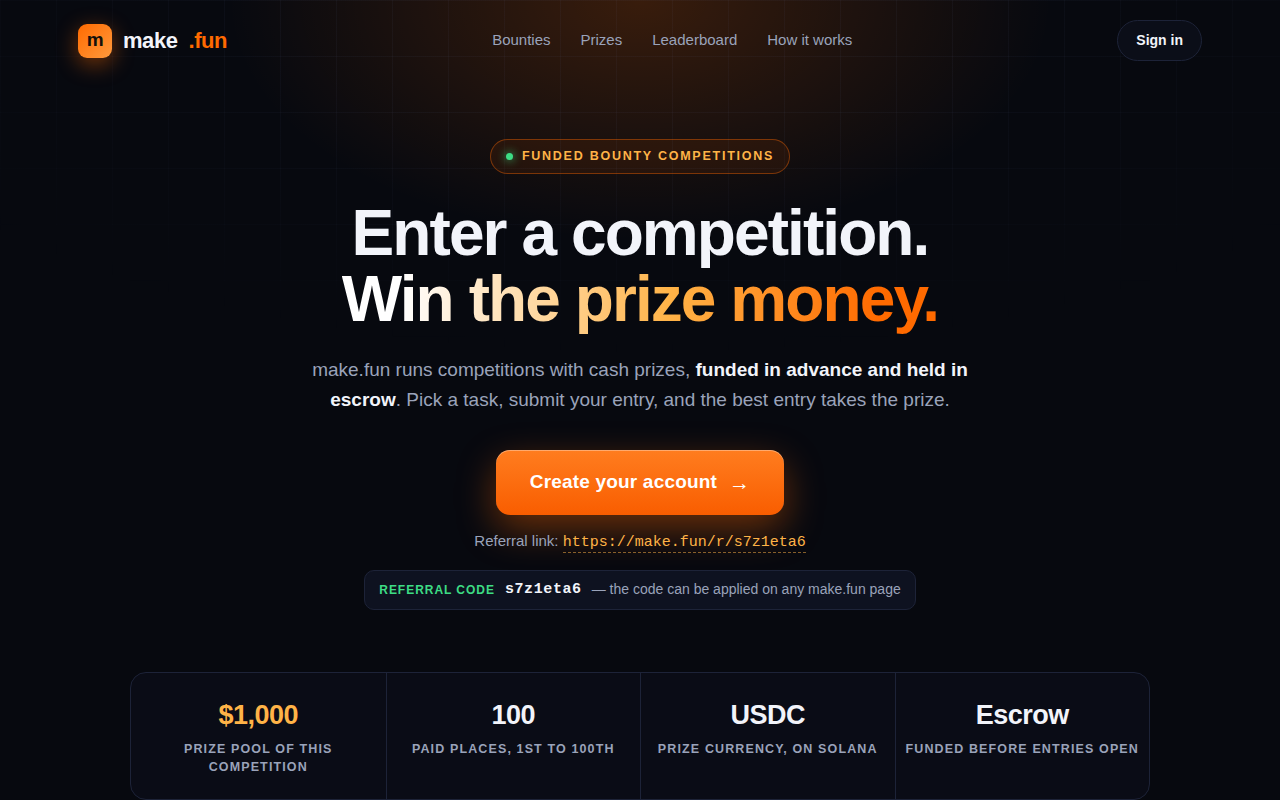 m make .fun
Bounties Prizes Leaderboard How it works
Sign in
FUNDED BOUNTY COMPETITIONS
Enter a competition.
Win the prize money.
make.fun runs competitions with cash prizes, funded in advance and held in
escrow. Pick a task, submit your entry, and the best entry takes the prize.
Create your account →
Referral link: https://make.fun/r/s7z1eta6
REFERRAL CODE s7z1eta6 — the code can be applied on any make.fun page
$1,000
PRIZE POOL OF THIS
COMPETITION
100
PAID PLACES, 1ST TO 100TH
USDC
PRIZE CURRENCY, ON SOLANA
Escrow
FUNDED BEFORE ENTRIES OPEN